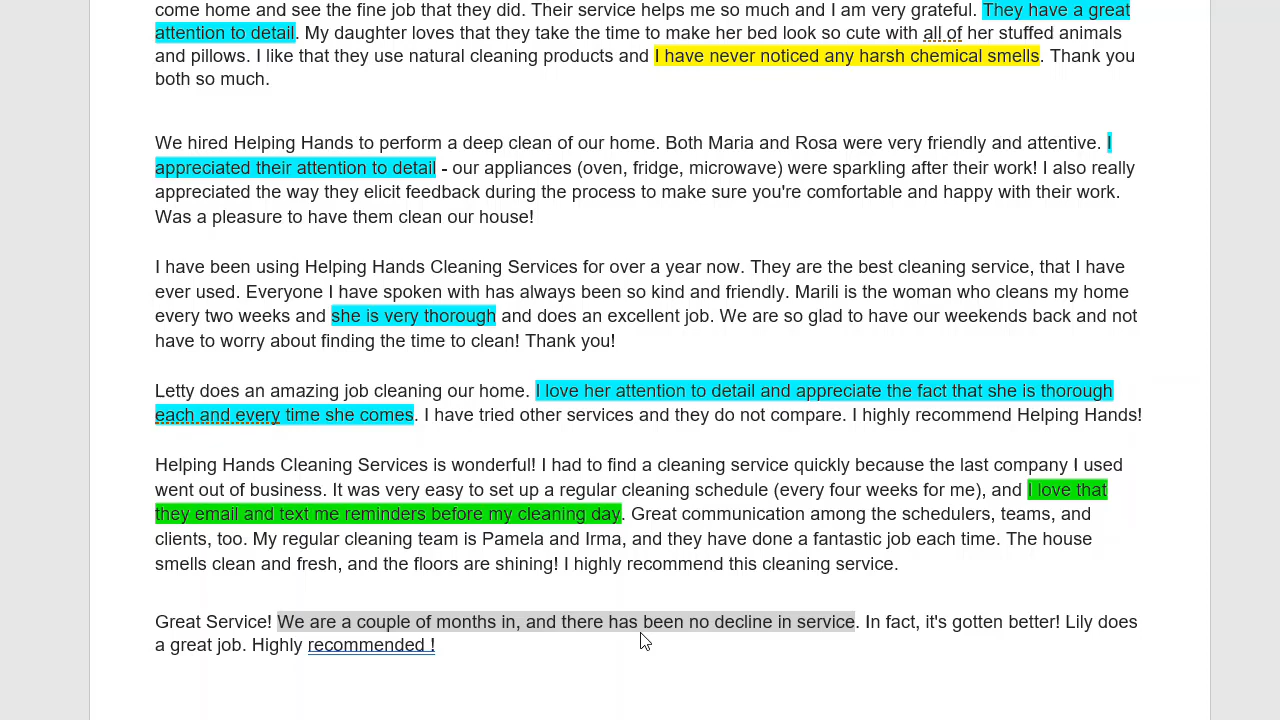 come home and see the fine job that they did. Their service helps me so much and I am very grateful. They have a great
attention to detail. My daughter loves that they take the time to make her bed look so cute with all of her stuffed animals
and pillows. I like that they use natural cleaning products and I have never noticed any harsh chemical smells. Thank you
both so much.
We hired Helping Hands to perform a deep clean of our home. Both Maria and Rosa were very friendly and attentive. I
appreciated their attention to detail - our appliances (oven, fridge, microwave) were sparkling after their work! I also really
appreciated the way they elicit feedback during the process to make sure you're comfortable and happy with their work.
Was a pleasure to have them clean our house!
I have been using Helping Hands Cleaning Services for over a year now. They are the best cleaning service, that I have
ever used. Everyone I have spoken with has always been so kind and friendly. Marili is the woman who cleans my home
every two weeks and she is very thorough and does an excellent job. We are so glad to have our weekends back and not
have to worry about finding the time to clean! Thank you!
Letty does an amazing job cleaning our home. I love her attention to detail and appreciate the fact that she is thorough
each and every time she comes. I have tried other services and they do not compare. I highly recommend Helping Hands!
Helping Hands Cleaning Services is wonderful! I had to find a cleaning service quickly because the last company I used
went out of business. It was very easy to set up a regular cleaning schedule (every four weeks for me), and I love that
they email and text me reminders before my cleaning day. Great communication among the schedulers, teams, and
clients, too. My regular cleaning team is Pamela and Irma, and they have done a fantastic job each time. The house
smells clean and fresh, and the floors are shining! I highly recommend this cleaning service.
Great Service! We are a couple of months in, and there has been no decline in service. In fact, it's gotten better! Lily does
a great job. Highly recommended !